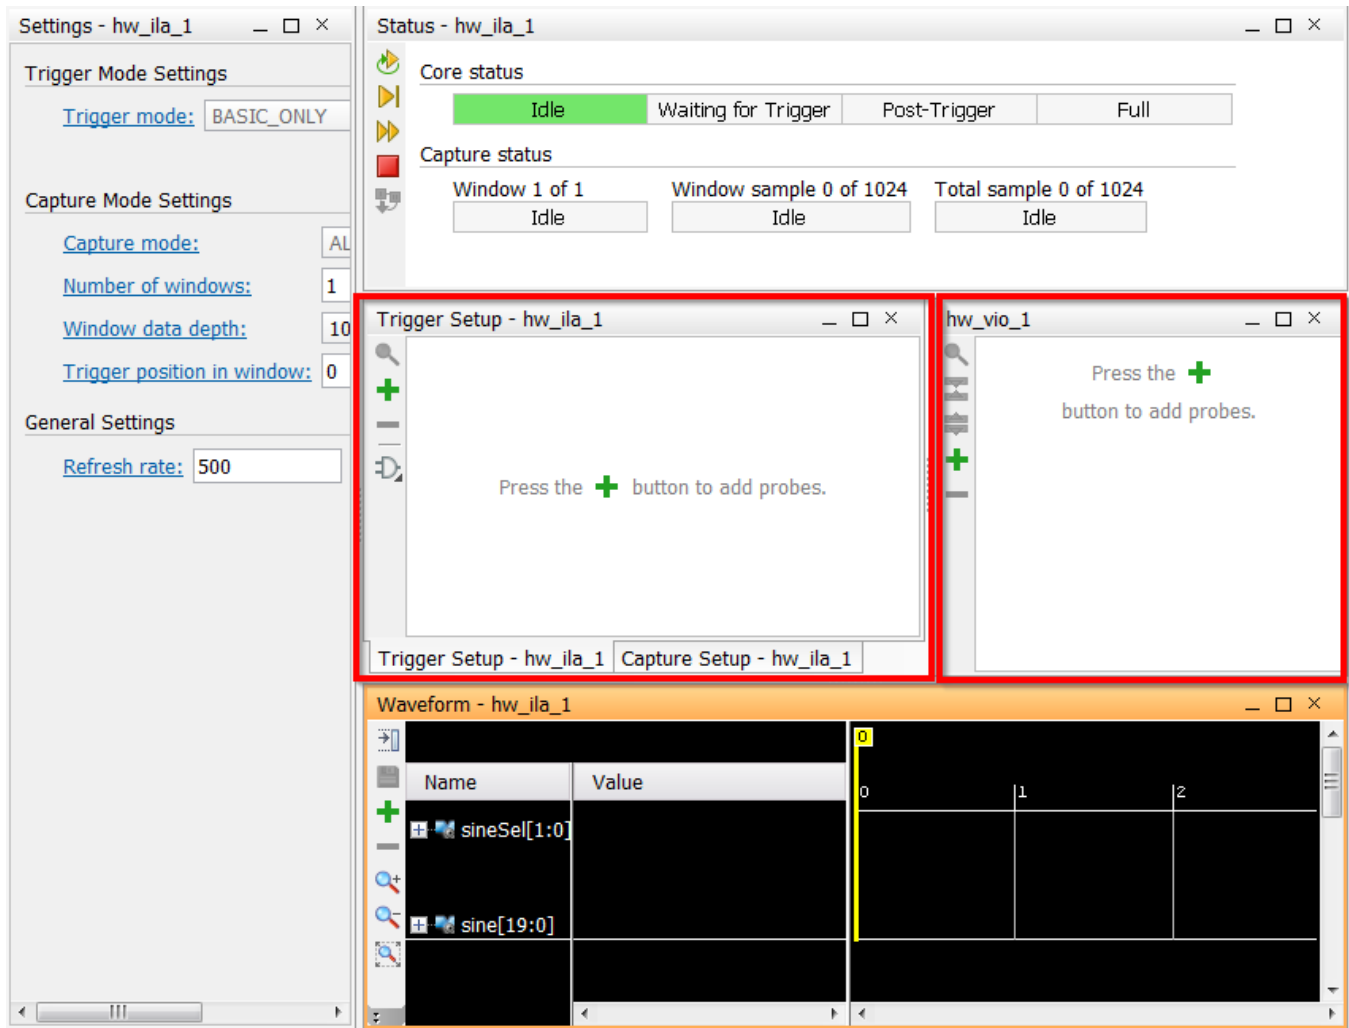 Settings - hw_ila_1
Trigger Mode Settings
Trigger mode: BASIC_ONLY
Capture Mode Settings
Capture mode: AL
Number of windows: 1
Window data depth: 10
Trigger position in window: 0
General Settings
Refresh rate: 500
Status - hw_ila_1
Core status
Idle Waiting for Trigger Post-Trigger Full
Capture status
Window 1 of 1 Window sample 0 of 1024 Total sample 0 of 1024
Idle Idle Idle
Trigger Setup - hw_ila_1
Press the button to add probes.
Trigger Setup - hw_ila_1 Capture Setup - hw_ila_1
hw_vio_1
Press the
button to add probes.
Waveform - hw_ila_1
0
Name Value
0 1 2
sineSel[1:0]
sine[19:0]